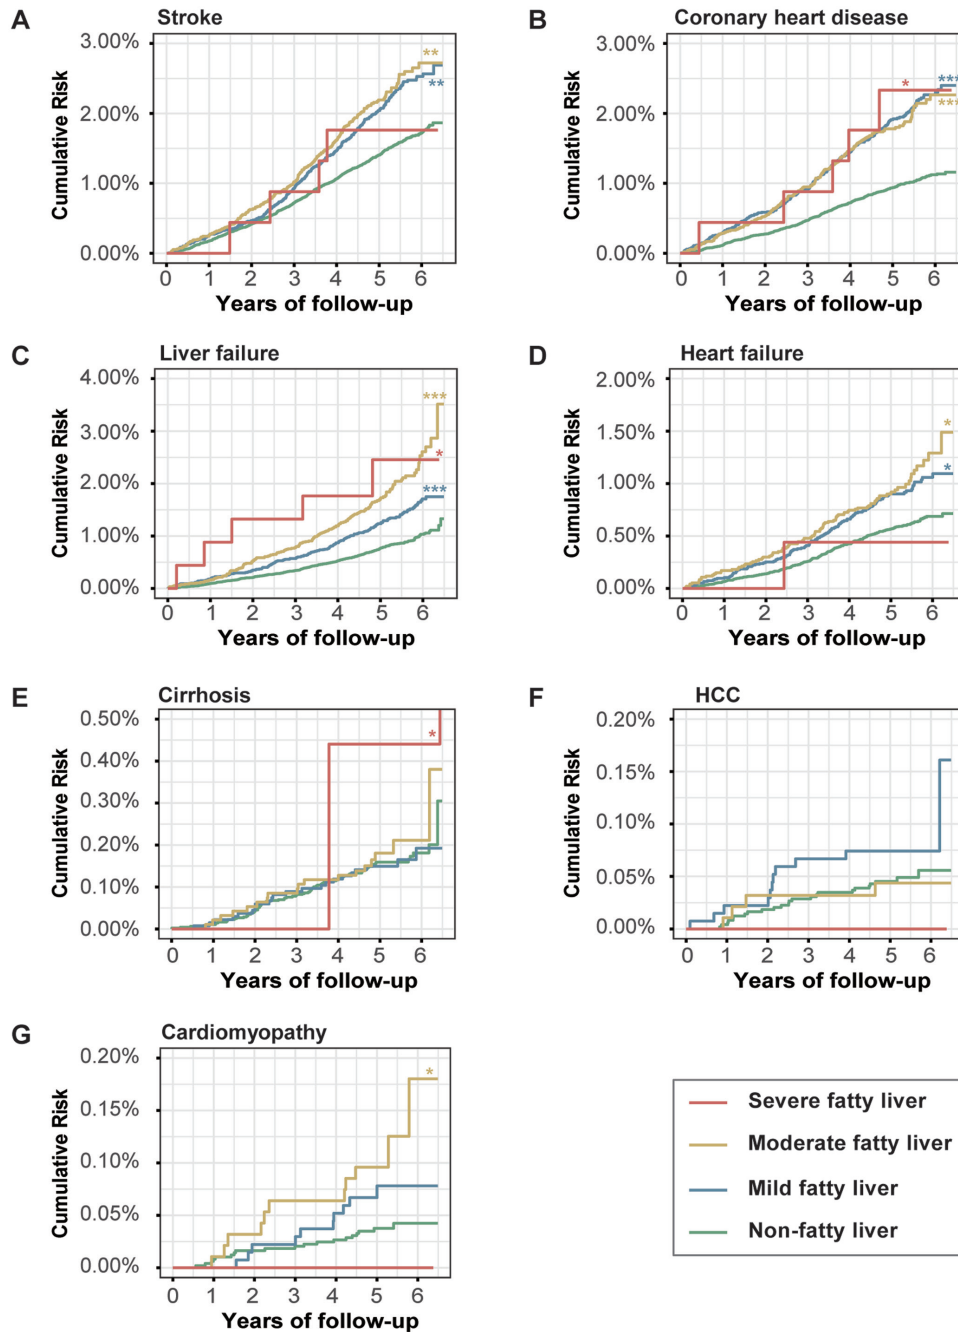 A Stroke
3.00%
2.00%
1.00%
0.00%
Cumulative Risk
**
**
0 1 2 3 4 5 6
Years of follow-up
B Coronary heart disease
3.00%
2.00%
1.00%
0.00%
Cumulative Risk
*
***
***
0 1 2 3 4 5 6
Years of follow-up
C Liver failure
4.00%
3.00%
2.00%
1.00%
0.00%
Cumulative Risk
***
*
***
0 1 2 3 4 5 6
Years of follow-up
D Heart failure
2.00%
1.50%
1.00%
0.50%
0.00%
Cumulative Risk
*
*
0 1 2 3 4 5 6
Years of follow-up
E Cirrhosis
0.50%
0.40%
0.30%
0.20%
0.10%
0.00%
Cumulative Risk
*
0 1 2 3 4 5 6
Years of follow-up
F HCC
0.20%
0.15%
0.10%
0.05%
0.00%
Cumulative Risk
0 1 2 3 4 5 6
Years of follow-up
G Cardiomyopathy
0.20%
0.15%
0.10%
0.05%
0.00%
Cumulative Risk
*
0 1 2 3 4 5 6
Years of follow-up
Severe fatty liver
Moderate fatty liver
Mild fatty liver
Non-fatty liver